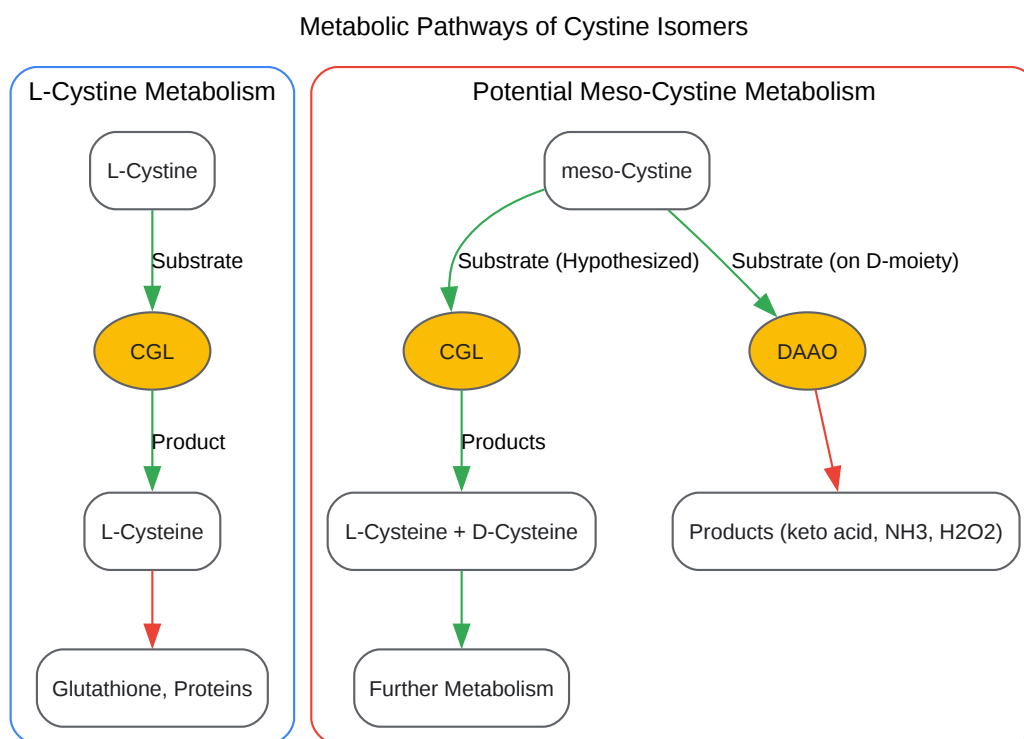 Metabolic Pathways of Cystine Isomers
L-Cystine Metabolism
L-Cystine
Substrate
CGL
Product
L-Cysteine
Glutathione, Proteins
Potential Meso-Cystine Metabolism
meso-Cystine
Substrate (Hypothesized)
Substrate (on D-moiety)
CGL
DAAO
Products
L-Cysteine + D-Cysteine
Products (keto acid, NH3, H2O2)
Further Metabolism